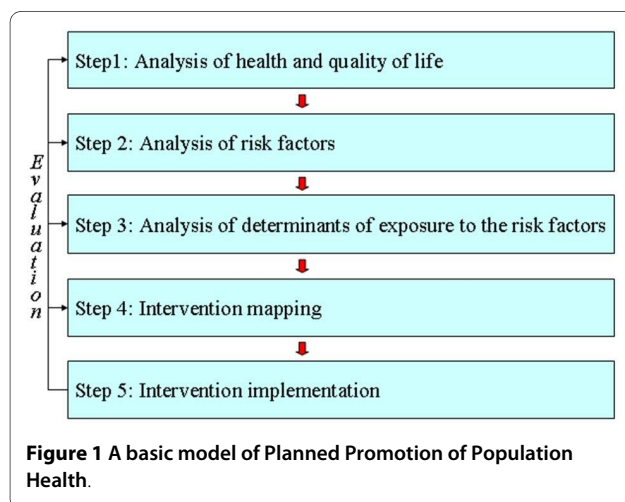 Step1: Analysis of health and quality of life
Step 2: Analysis of risk factors
Step 3: Analysis of determinants of exposure to the risk factors
Step 4: Intervention mapping
Step 5: Intervention implementation
Evaluation
Figure 1 A basic model of Planned Promotion of Population
Health.